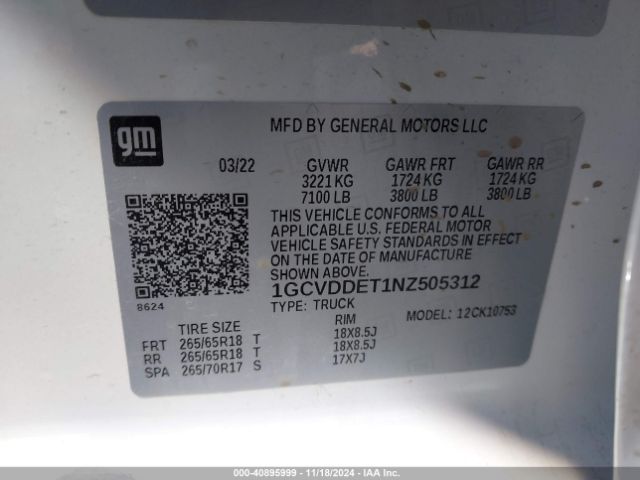 gm
MFD BY GENERAL MOTORS LLC
03/22 GVWR GAWR FRT GAWR RR
3221 KG 1724 KG 1724 KG
7100 LB 3800 LB 3800 LB
THIS VEHICLE CONFORMS TO ALL
APPLICABLE U.S. FEDERAL MOTOR
VEHICLE SAFETY STANDARDS IN EFFECT
ON THE DATE OF MANUFACTURE
SHOWN ABOVE.
1GCVDDET1NZ505312
8624
TYPE: TRUCK MODEL: 12CK10753
TIRE SIZE RIM
FRT 265/65R18 T 18X8.5J
RR 265/65R18 T 18X8.5J
SPA 265/70R17 S 17X7J
000-40895999 | 11/18/2024 - IAA Inc.